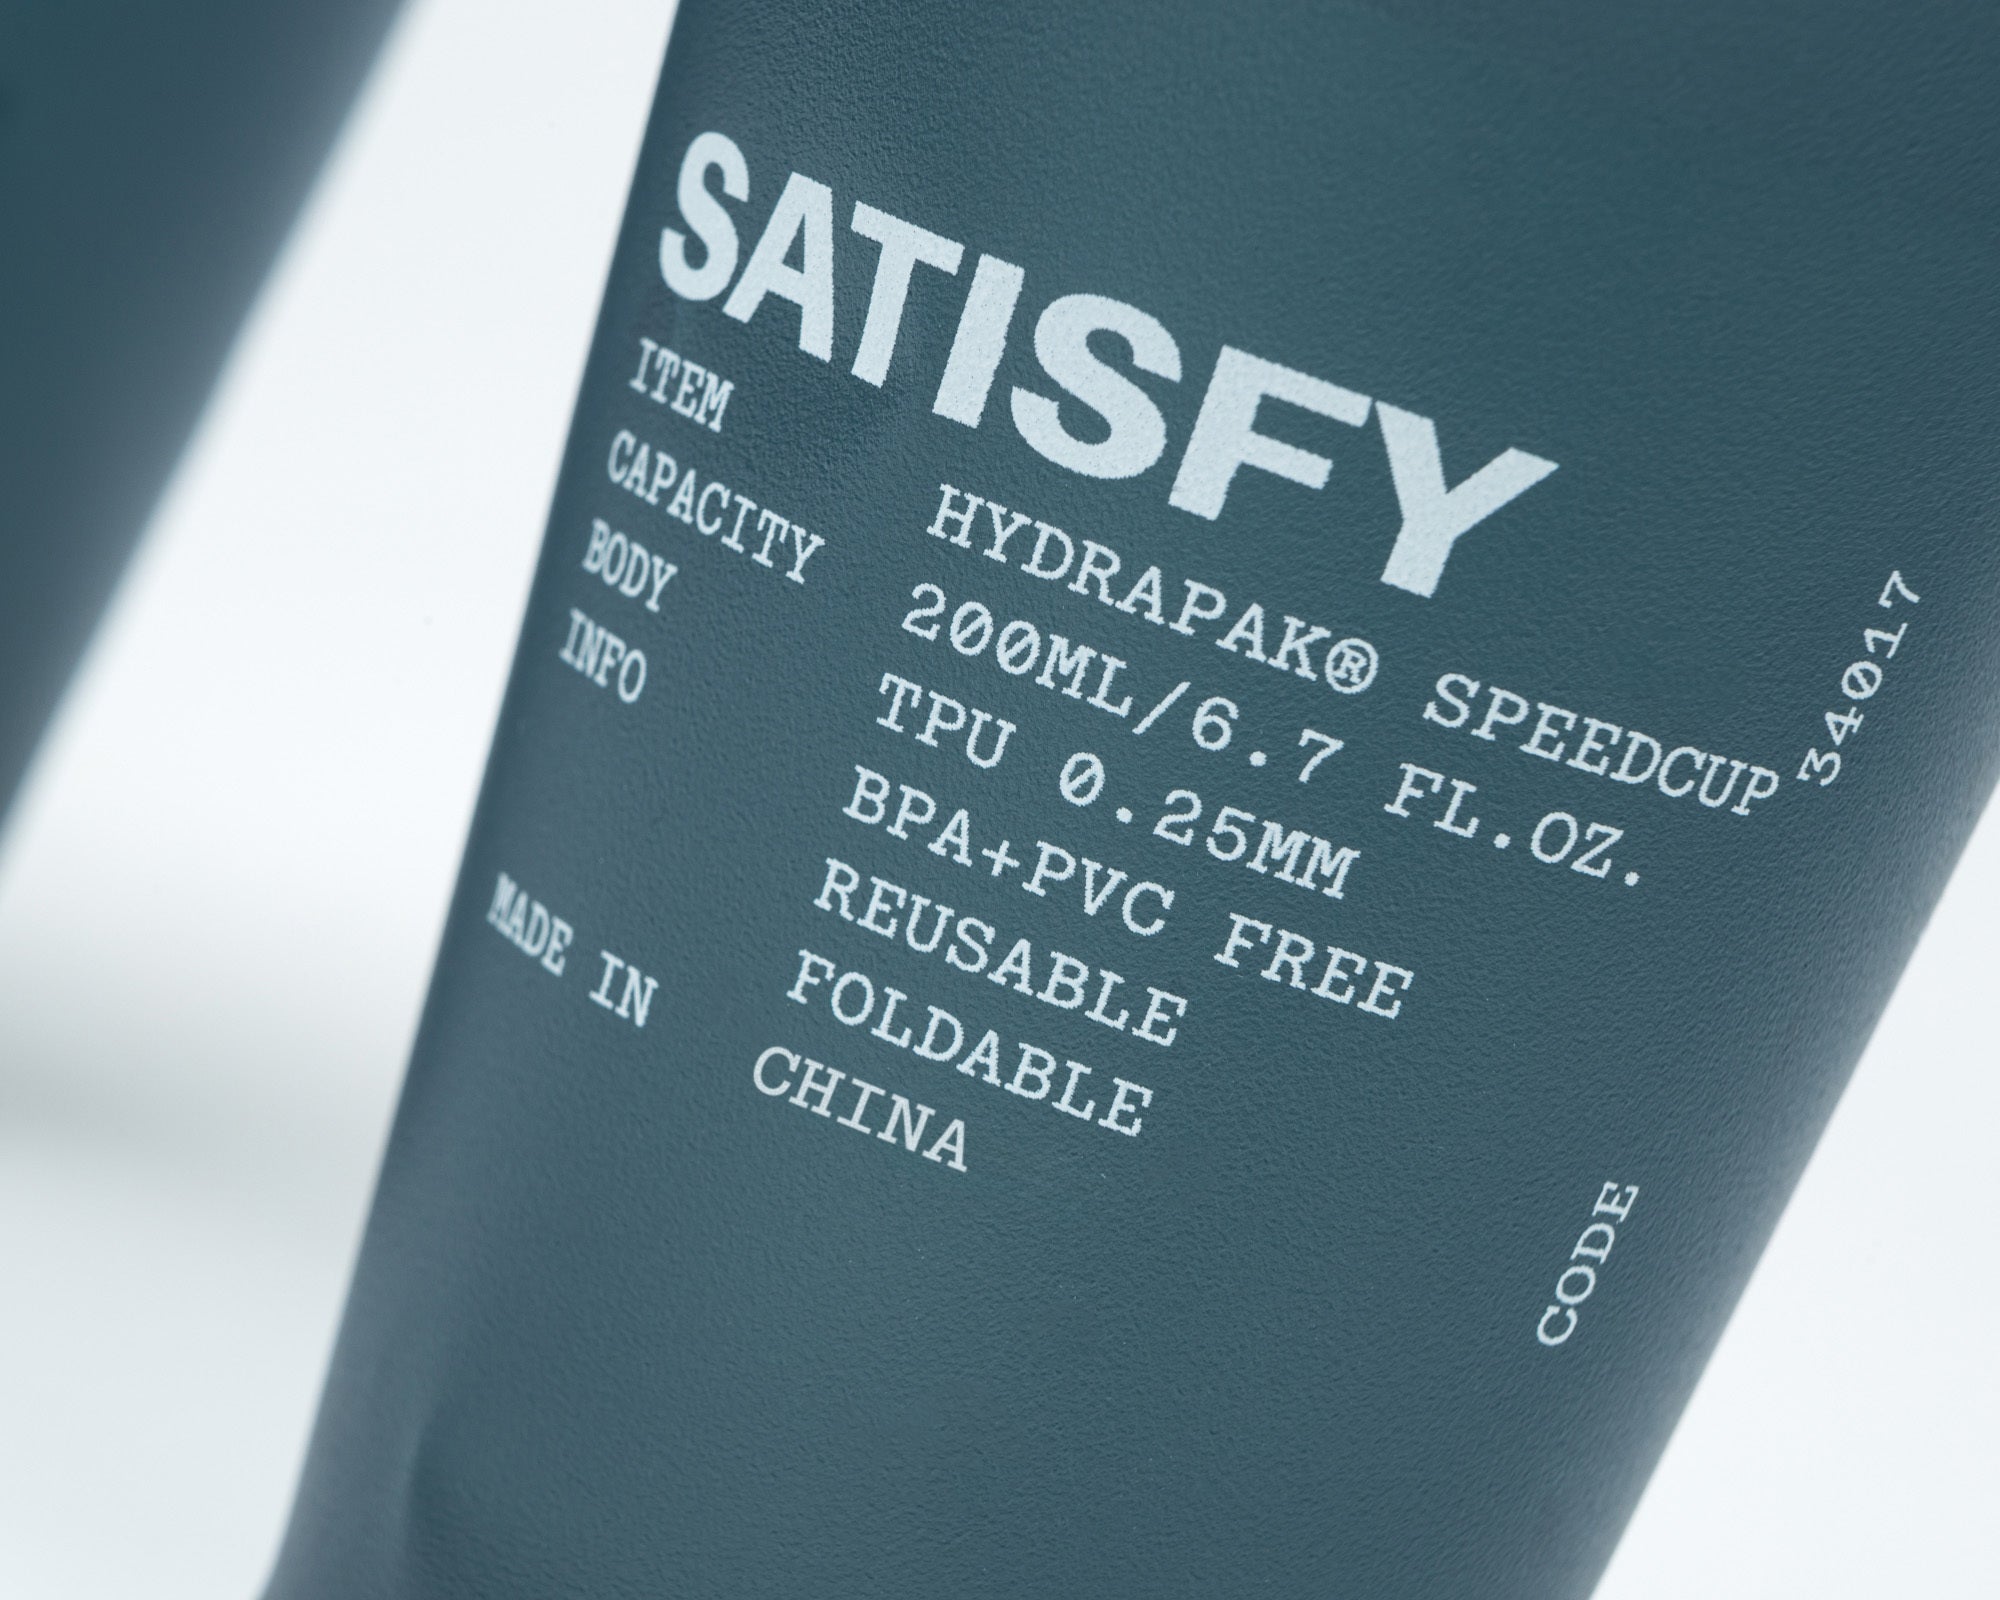 SATISFY
ITEM HYDRAPAK® SPEEDCUP
CAPACITY 200ML/6.7 FL.OZ.
BODY TPU 0.25MM
INFO BPA+PVC FREE
REUSABLE
FOLDABLE
MADE IN CHINA
CODE 34017